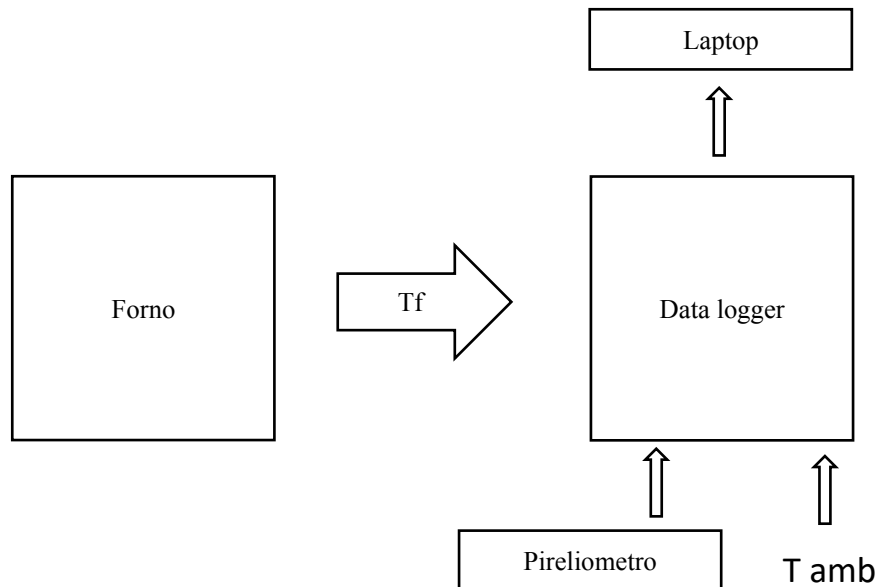 Laptop
Forno
Tf
Data logger
Pireliometro
T amb